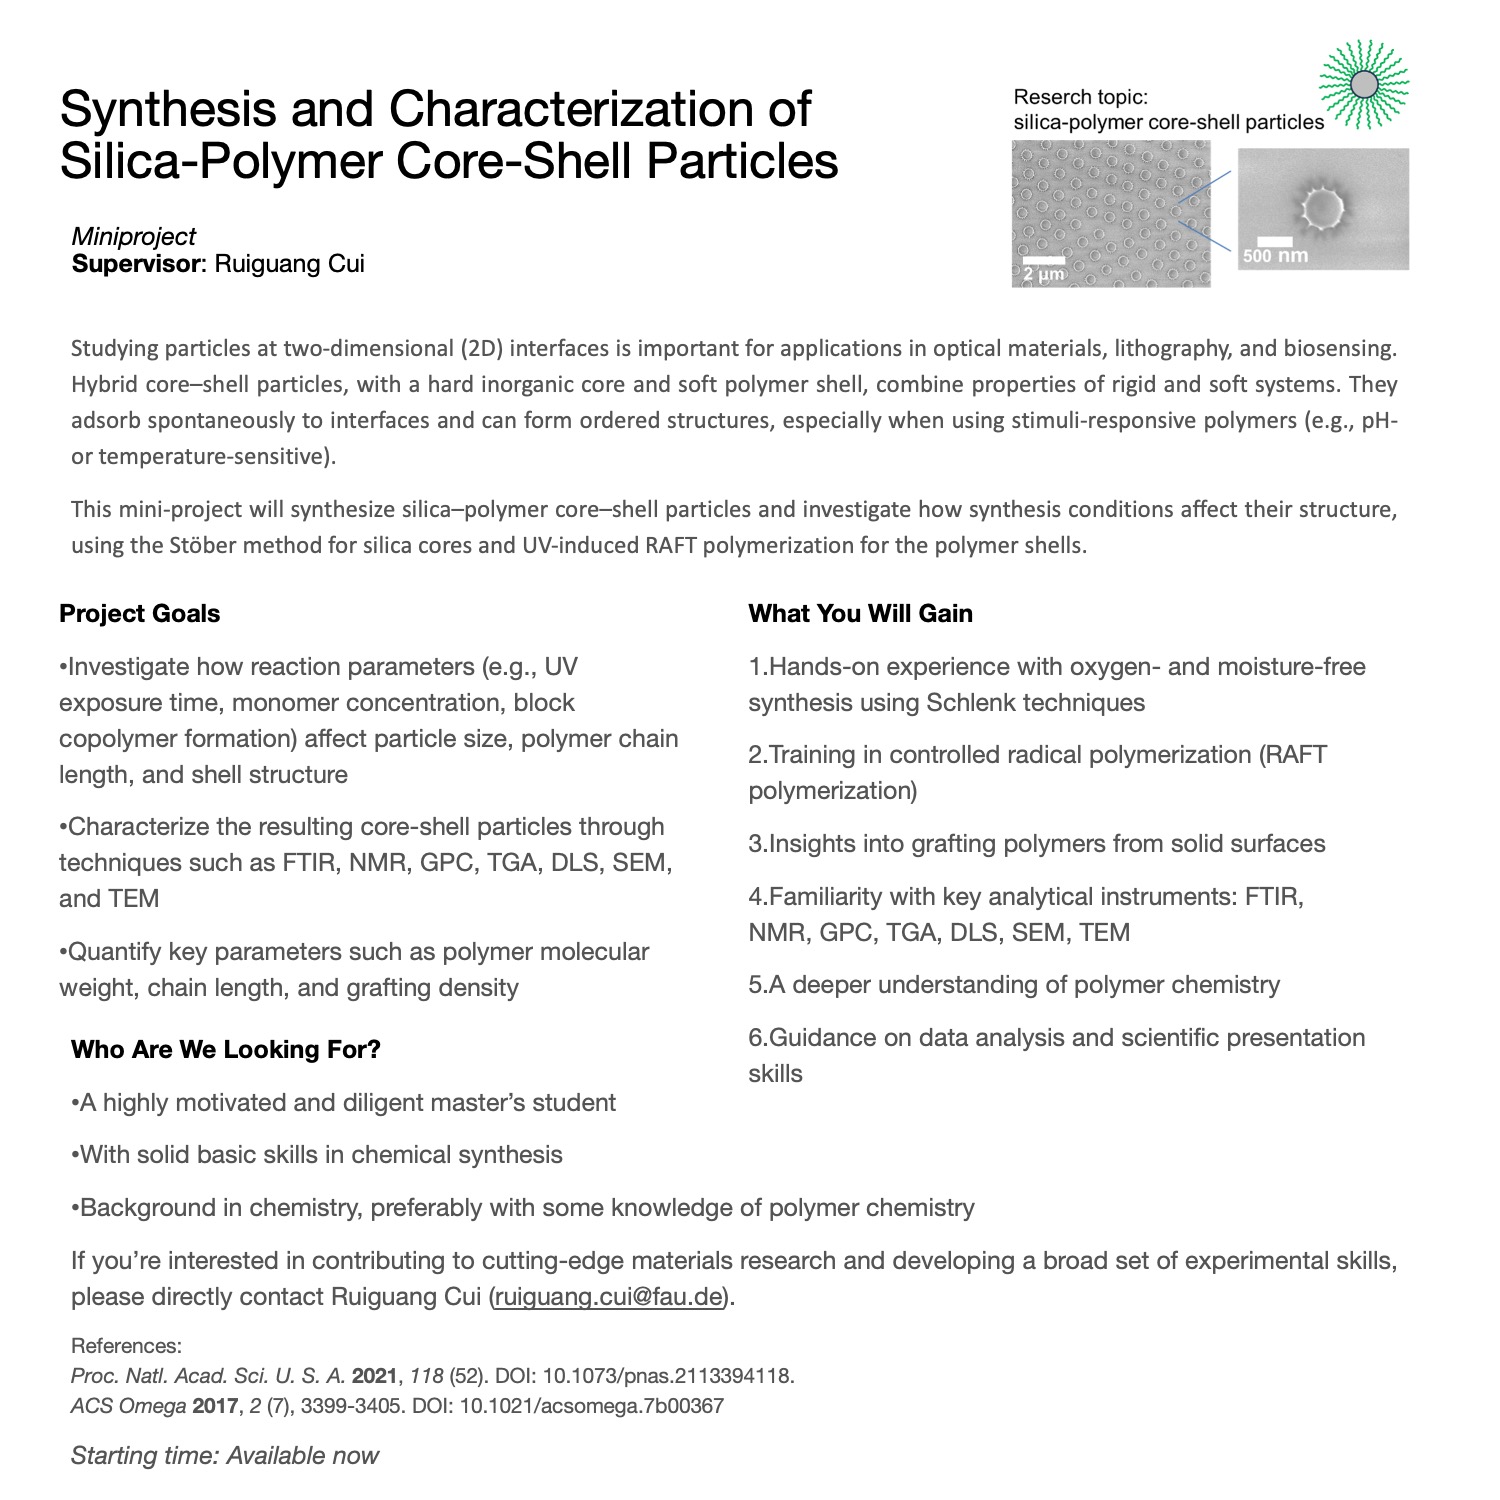 Synthesis and Characterization of
Silica-Polymer Core-Shell Particles
Miniproject
Supervisor: Ruiguang Cui
Reserch topic:
silica-polymer core-shell particles
2 µm
500 nm
Studying particles at two-dimensional (2D) interfaces is important for applications in optical materials, lithography, and biosensing.
Hybrid core–shell particles, with a hard inorganic core and soft polymer shell, combine properties of rigid and soft systems. They
adsorb spontaneously to interfaces and can form ordered structures, especially when using stimuli-responsive polymers (e.g., pH-
or temperature-sensitive).
This mini-project will synthesize silica–polymer core–shell particles and investigate how synthesis conditions affect their structure,
using the Stöber method for silica cores and UV-induced RAFT polymerization for the polymer shells.
Project Goals
•Investigate how reaction parameters (e.g., UV
exposure time, monomer concentration, block
copolymer formation) affect particle size, polymer chain
length, and shell structure
•Characterize the resulting core-shell particles through
techniques such as FTIR, NMR, GPC, TGA, DLS, SEM,
and TEM
•Quantify key parameters such as polymer molecular
weight, chain length, and grafting density
What You Will Gain
1.Hands-on experience with oxygen- and moisture-free
synthesis using Schlenk techniques
2.Training in controlled radical polymerization (RAFT
polymerization)
3.Insights into grafting polymers from solid surfaces
4.Familiarity with key analytical instruments: FTIR,
NMR, GPC, TGA, DLS, SEM, TEM
5.A deeper understanding of polymer chemistry
6.Guidance on data analysis and scientific presentation
skills
Who Are We Looking For?
•A highly motivated and diligent master’s student
•With solid basic skills in chemical synthesis
•Background in chemistry, preferably with some knowledge of polymer chemistry
If you’re interested in contributing to cutting-edge materials research and developing a broad set of experimental skills,
please directly contact Ruiguang Cui (ruiguang.cui@fau.de).
References:
Proc. Natl. Acad. Sci. U. S. A. 2021, 118 (52). DOI: 10.1073/pnas.2113394118.
ACS Omega 2017, 2 (7), 3399-3405. DOI: 10.1021/acsomega.7b00367
Starting time: Available now